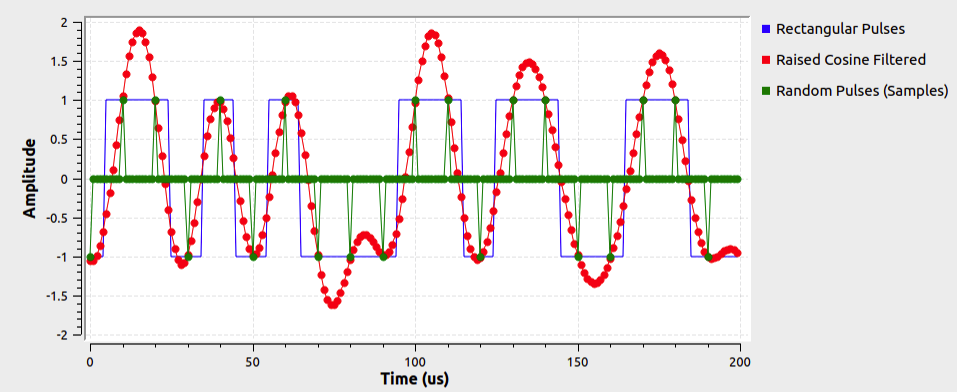 2
1.5
1
0.5
0
-0.5
-1
-1.5
-2
Amplitude
0
50
100
150
200
Time (us)
Rectangular Pulses
Raised Cosine Filtered
Random Pulses (Samples)